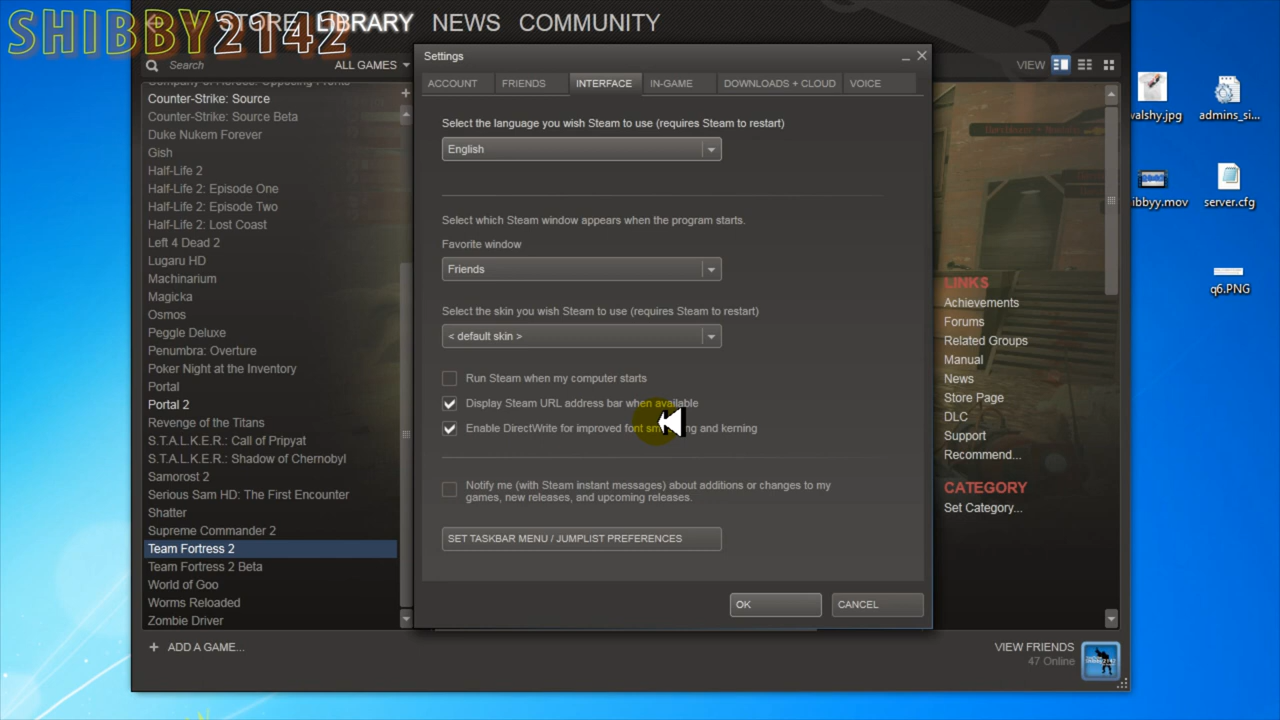 SHIBBY2142
STORE LIBRARY NEWS COMMUNITY
Search
ALL GAMES
VIEW
Counter-Strike: Source
Counter-Strike: Source Beta
Duke Nukem Forever
Gish
Half-Life 2
Half-Life 2: Episode One
Half-Life 2: Episode Two
Half-Life 2: Lost Coast
Left 4 Dead 2
Lugaru HD
Machinarium
Magicka
Osmos
Peggle Deluxe
Penumbra: Overture
Poker Night at the Inventory
Portal
Portal 2
Revenge of the Titans
S.T.A.L.K.E.R.: Call of Pripyat
S.T.A.L.K.E.R.: Shadow of Chernobyl
Samorost 2
Serious Sam HD: The First Encounter
Shatter
Supreme Commander 2
Team Fortress 2
Team Fortress 2 Beta
World of Goo
Worms Reloaded
Zombie Driver
+ ADD A GAME...
Settings
ACCOUNT FRIENDS INTERFACE IN-GAME DOWNLOADS + CLOUD VOICE
Select the language you wish Steam to use (requires Steam to restart)
English
Select which Steam window appears when the program starts.
Favorite window
Friends
Select the skin you wish Steam to use (requires Steam to restart)
< default skin >
Run Steam when my computer starts
Display Steam URL address bar when available
Enable DirectWrite for improved font and kerning
Notify me (with Steam instant messages) about additions or changes to my
games, new releases, and upcoming releases.
SET TASKBAR MENU / JUMPLIST PREFERENCES
OK
CANCEL
LINKS
Achievements
Forums
Related Groups
Manual
News
Store Page
DLC
Support
Recommend...
CATEGORY
Set Category...
VIEW FRIENDS
47 Online
walshy.jpg
admins_si...
ibbyy.mov
server.cfg
q6.PNG